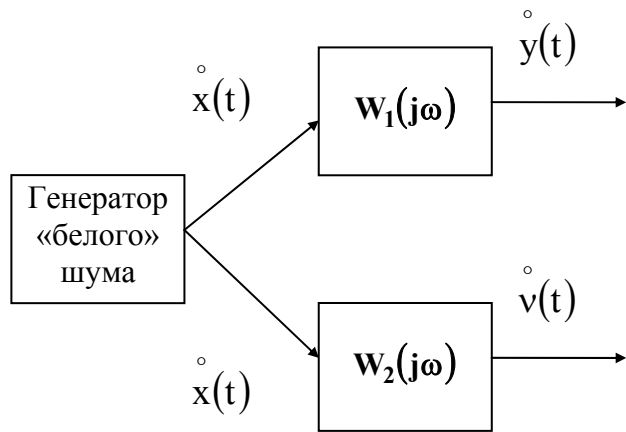 ẙ(t)
x̊(t)
W₁(jω)
Генератор
«белого»
шума
ν̊(t)
W₂(jω)
x̊(t)